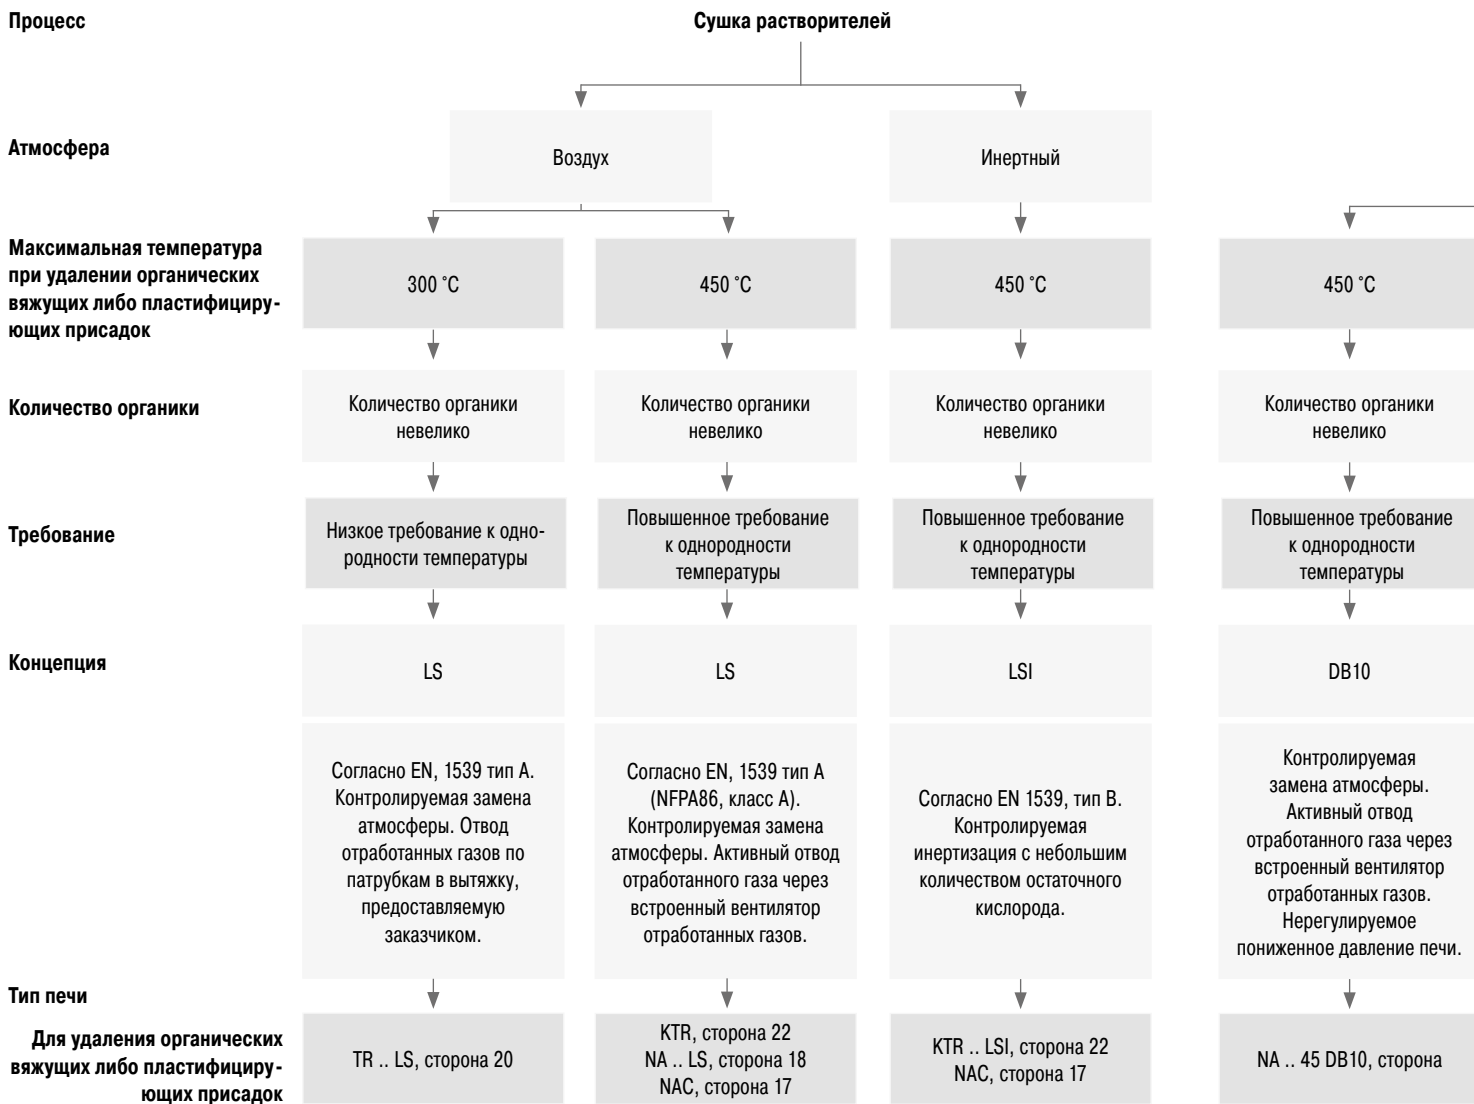 Процесс
Сушка растворителей
Атмосфера
Воздух
Инертный
Максимальная температура
при удалении органических
вяжущих либо пластифициру-
ющих присадок
300 °C
450 °C
450 °C
450 °C
Количество органики
Количество органики
невелико
Количество органики
невелико
Количество органики
невелико
Количество органики
невелико
Требование
Низкое требование к одно-
родности температуры
Повышенное требование
к однородности
температуры
Повышенное требование
к однородности
температуры
Повышенное требование
к однородности
температуры
Концепция
LS
LS
LSI
DB10
Согласно EN, 1539 тип A.
Контролируемая замена
атмосферы. Отвод
отработанных газов по
патрубкам в вытяжку,
предоставляемую
заказчиком.
Согласно EN, 1539 тип A
(NFPA86, класс A).
Контролируемая замена
атмосферы. Активный отвод
отработанного газа через
встроенный вентилятор
отработанных газов.
Согласно EN 1539, тип B.
Контролируемая
инертизация с небольшим
количеством остаточного
кислорода.
Контролируемая
замена атмосферы.
Активный отвод
отработанного газа через
встроенный вентилятор
отработанных газов.
Нерегулируемое
пониженное давление печи.
Тип печи
Для удаления органических
вяжущих либо пластифициру-
ющих присадок
TR .. LS, сторона 20
KTR, сторона 22
NA .. LS, сторона 18
NAC, сторона 17
KTR .. LSI, сторона 22
NAC, сторона 17
NA .. 45 DB10, сторона